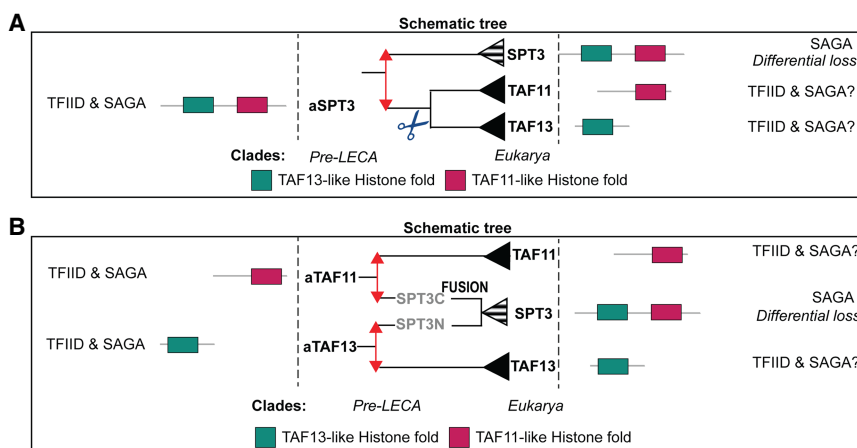 A
Schematic tree
SPT3
SAGA
Differential loss
TFIID & SAGA
aSPT3
TAF11
TFIID & SAGA?
TAF13
TFIID & SAGA?
Clades: Pre-LECA Eukarya
TAF13-like Histone fold TAF11-like Histone fold
B
Schematic tree
TFIID & SAGA
aTAF11
TAF11
TFIID & SAGA?
SPT3C
FUSION
SPT3
SAGA
Differential loss
SPT3N
TFIID & SAGA
aTAF13
TAF13
TFIID & SAGA?
Clades: Pre-LECA Eukarya
TAF13-like Histone fold TAF11-like Histone fold